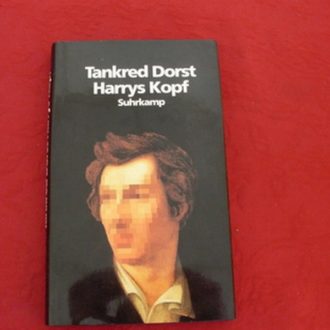 Tankred Dorst
Harrys Kopf
Suhrkamp